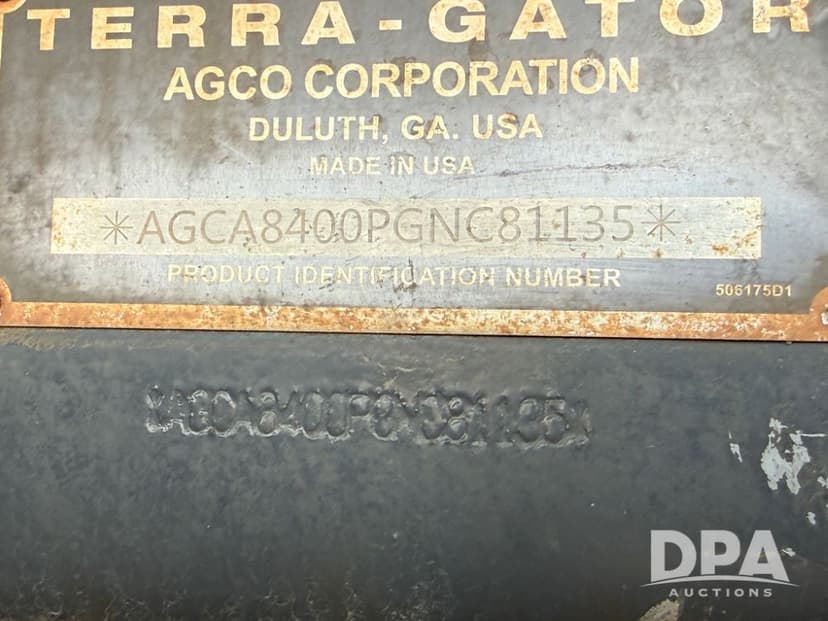 TERRA-GATOR
AGCO CORPORATION
DULUTH, GA. USA
MADE IN USA
*AGCA8400PGNC81135*
PRODUCT IDENTIFICATION NUMBER
506175D1
DPA
AUCTIONS